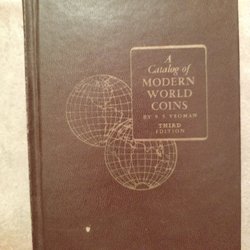 A
Catalog of
MODERN
WORLD
COINS
BY R. S. YEOMAN
THIRD
EDITION